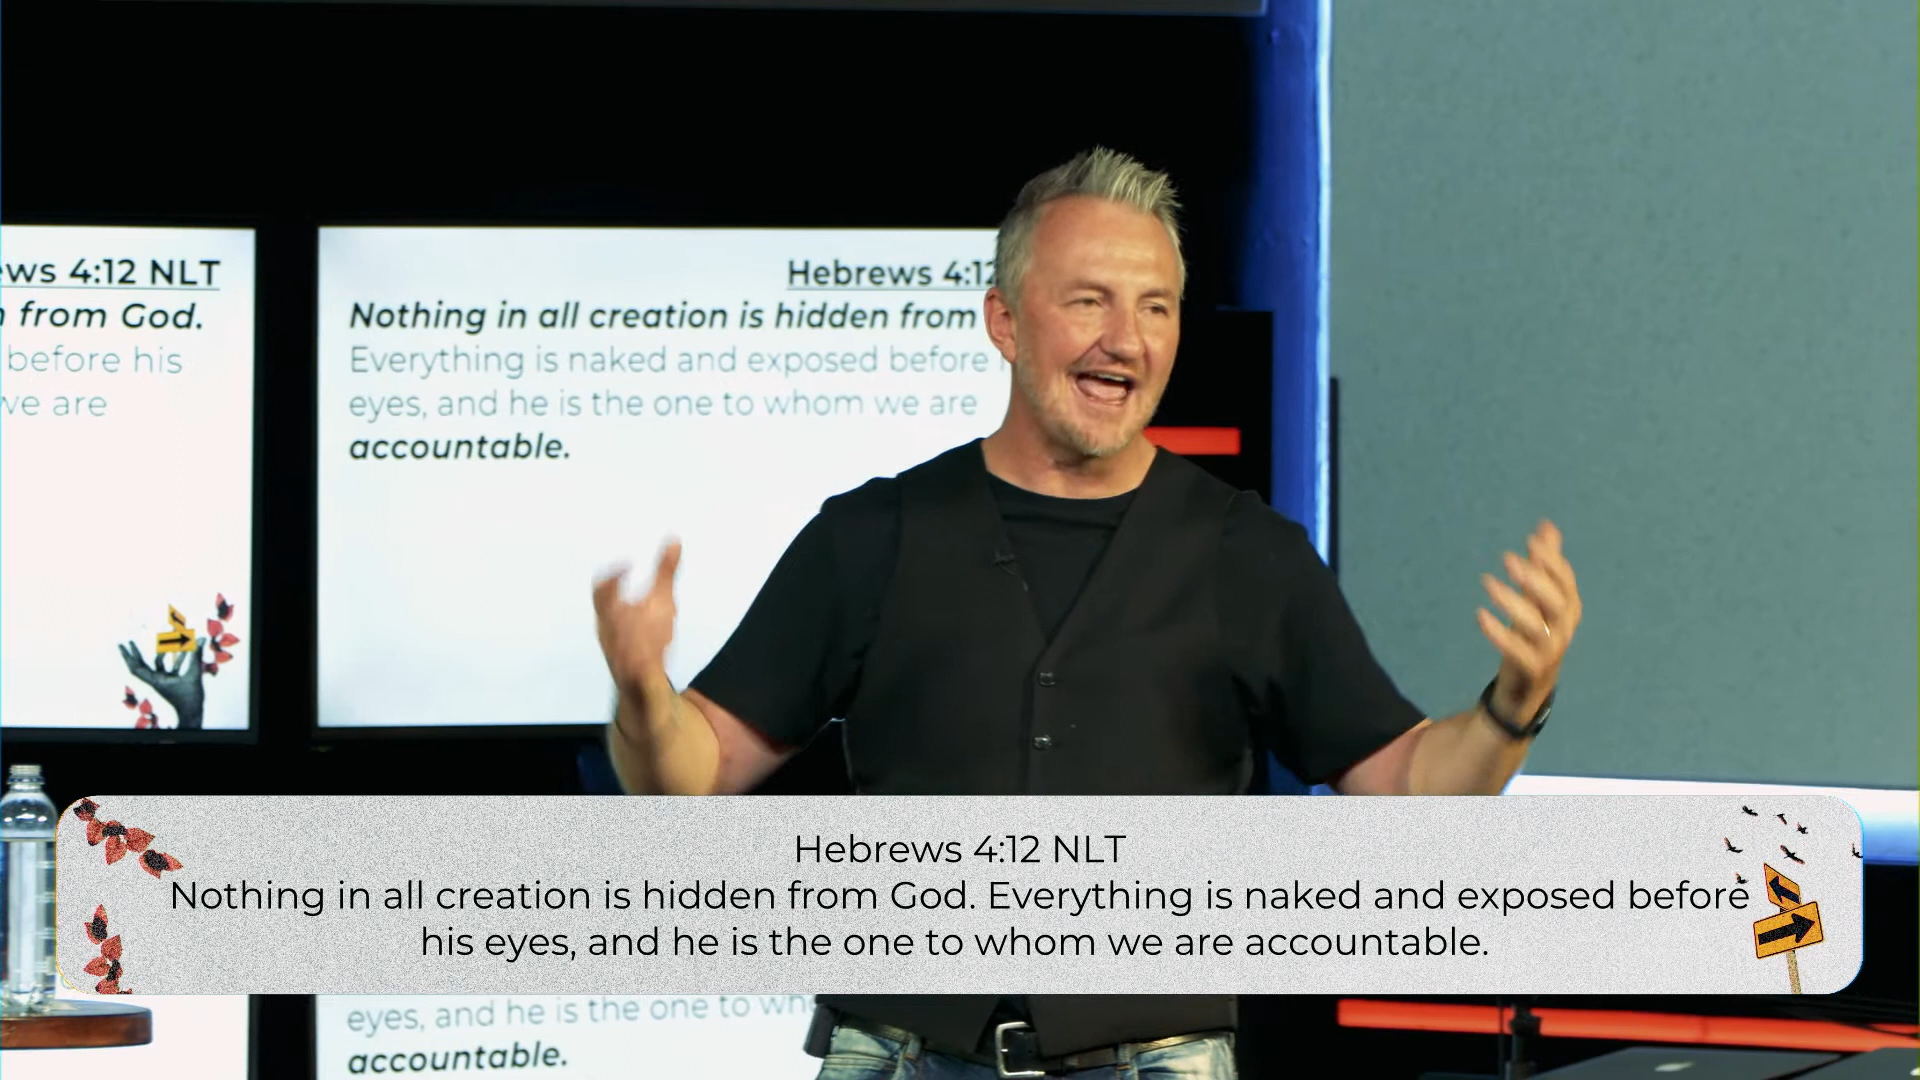 ws 4:12 NLT
from God.
before his
we are
Hebrews 4:12
Nothing in all creation is hidden from
Everything is naked and exposed before
eyes, and he is the one to whom we are
accountable.
Hebrews 4:12 NLT
Nothing in all creation is hidden from God. Everything is naked and exposed before
his eyes, and he is the one to whom we are accountable.
eyes, and he is the one to
accountable.